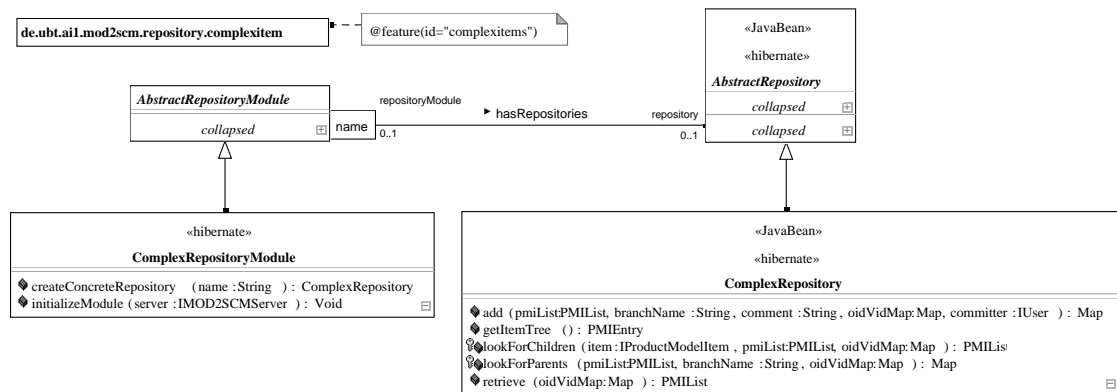 de.ubt.ai1.mod2scm.repository.complexitem
@feature(id="complexitems")
«JavaBean»
«hibernate»
AbstractRepository
collapsed
collapsed
AbstractRepositoryModule
collapsed
name
repositoryModule
0..1
hasRepositories
repository
0..1
«hibernate»
ComplexRepositoryModule
createConcreteRepository (name :String ) : ComplexRepository
initializeModule (server :IMOD2SCMServer ) : Void
«JavaBean»
«hibernate»
ComplexRepository
add (pmiList:PMIList, branchName :String , comment :String , oidVidMap:Map, committer :IUser ) : Map
getItemTree () : PMIEntry
lookForChildren (item :IProductModelItem , pmiList:PMIList, oidVidMap:Map ) : PMIList
lookForParents (pmiList:PMIList, branchName :String , oidVidMap:Map ) : Map
retrieve (oidVidMap:Map ) : PMIList